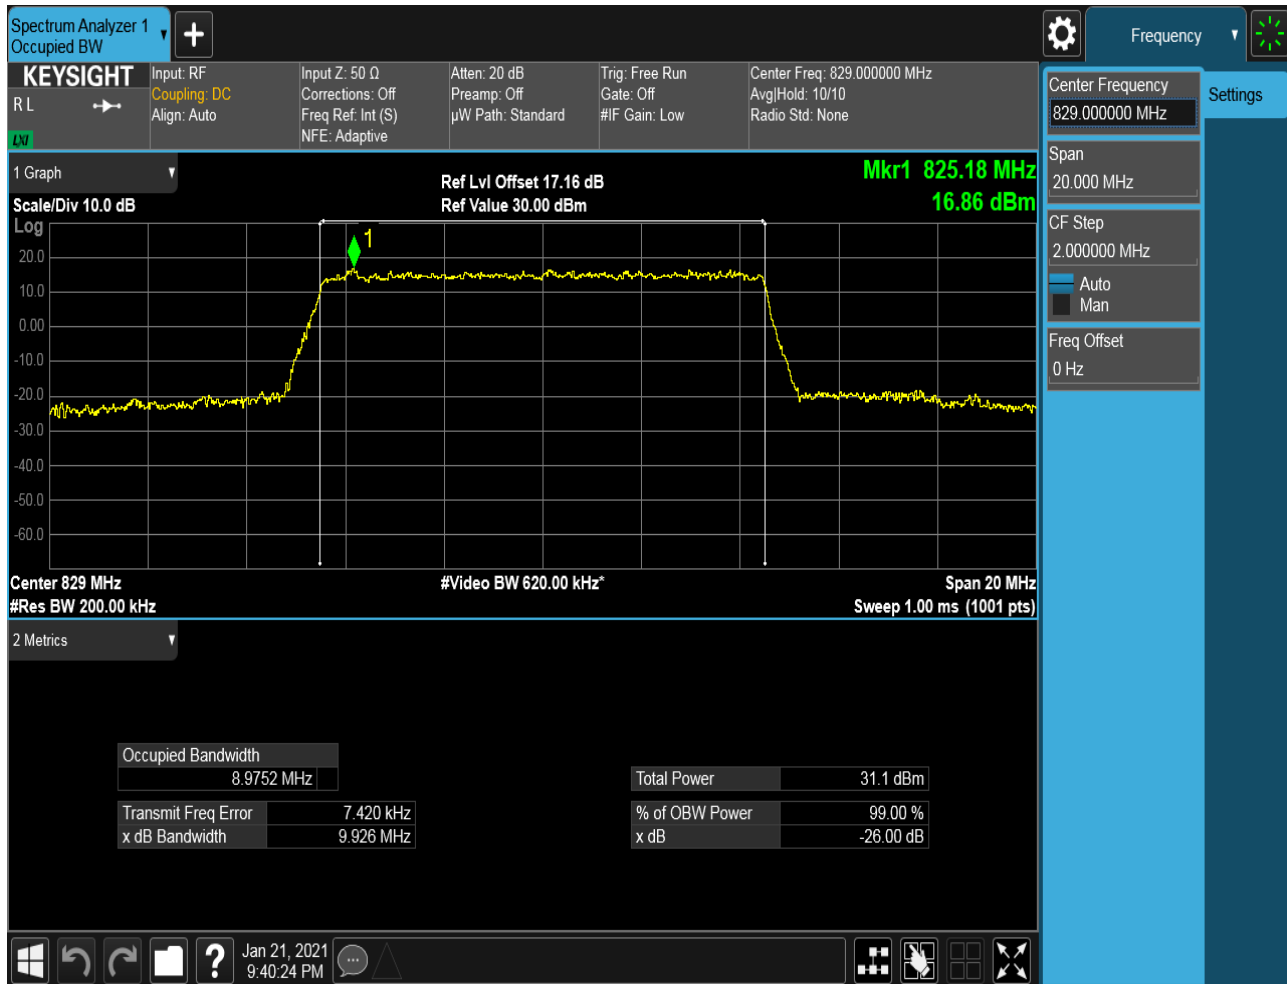 Spectrum Analyzer 1
Occupied BW
Frequency
KEYSIGHT
R L
LXI
Input: RF
Coupling: DC
Align: Auto
Input Z: 50 Ω
Corrections: Off
Freq Ref: Int (S)
NFE: Adaptive
Atten: 20 dB
Preamp: Off
µW Path: Standard
Trig: Free Run
Gate: Off
#IF Gain: Low
Center Freq: 829.000000 MHz
Avg|Hold: 10/10
Radio Std: None
Center Frequency
829.000000 MHz
Settings
Span
20.000 MHz
CF Step
2.000000 MHz
Auto
Man
Freq Offset
0 Hz
1 Graph
Scale/Div 10.0 dB
Ref Lvl Offset 17.16 dB
Ref Value 30.00 dBm
Mkr1 825.18 MHz
16.86 dBm
Log
1
20.0
10.0
0.00
-10.0
-20.0
-30.0
-40.0
-50.0
-60.0
Center 829 MHz
#Video BW 620.00 kHz*
Span 20 MHz
#Res BW 200.00 kHz
Sweep 1.00 ms (1001 pts)
2 Metrics
Occupied Bandwidth
8.9752 MHz
Total Power 31.1 dBm
Transmit Freq Error 7.420 kHz
% of OBW Power 99.00 %
x dB Bandwidth 9.926 MHz
x dB -26.00 dB
?
Jan 21, 2021
9:40:24 PM